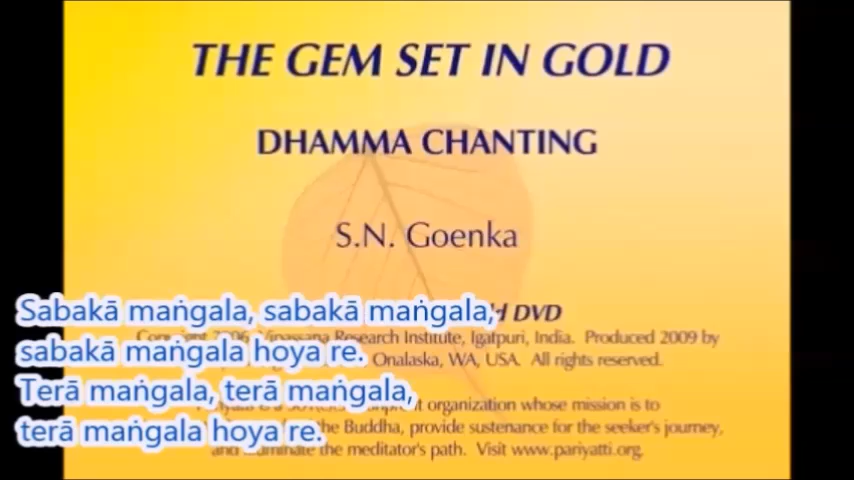 THE GEM SET IN GOLD
DHAMMA CHANTING
S.N. Goenka
DVD
Sabakā maṅgala, sabakā maṅgala,
Research Institute, Igatpuri, India. Produced 2009 by
sabakā maṅgala hoya re.
Onalaska, WA, USA. All rights reserved.
Terā maṅgala, terā maṅgala,
organization whose mission is to
terā maṅgala hoya re.
the Buddha, provide sustenance for the seeker's journey,
the meditator's path. Visit www.pariyatti.org.